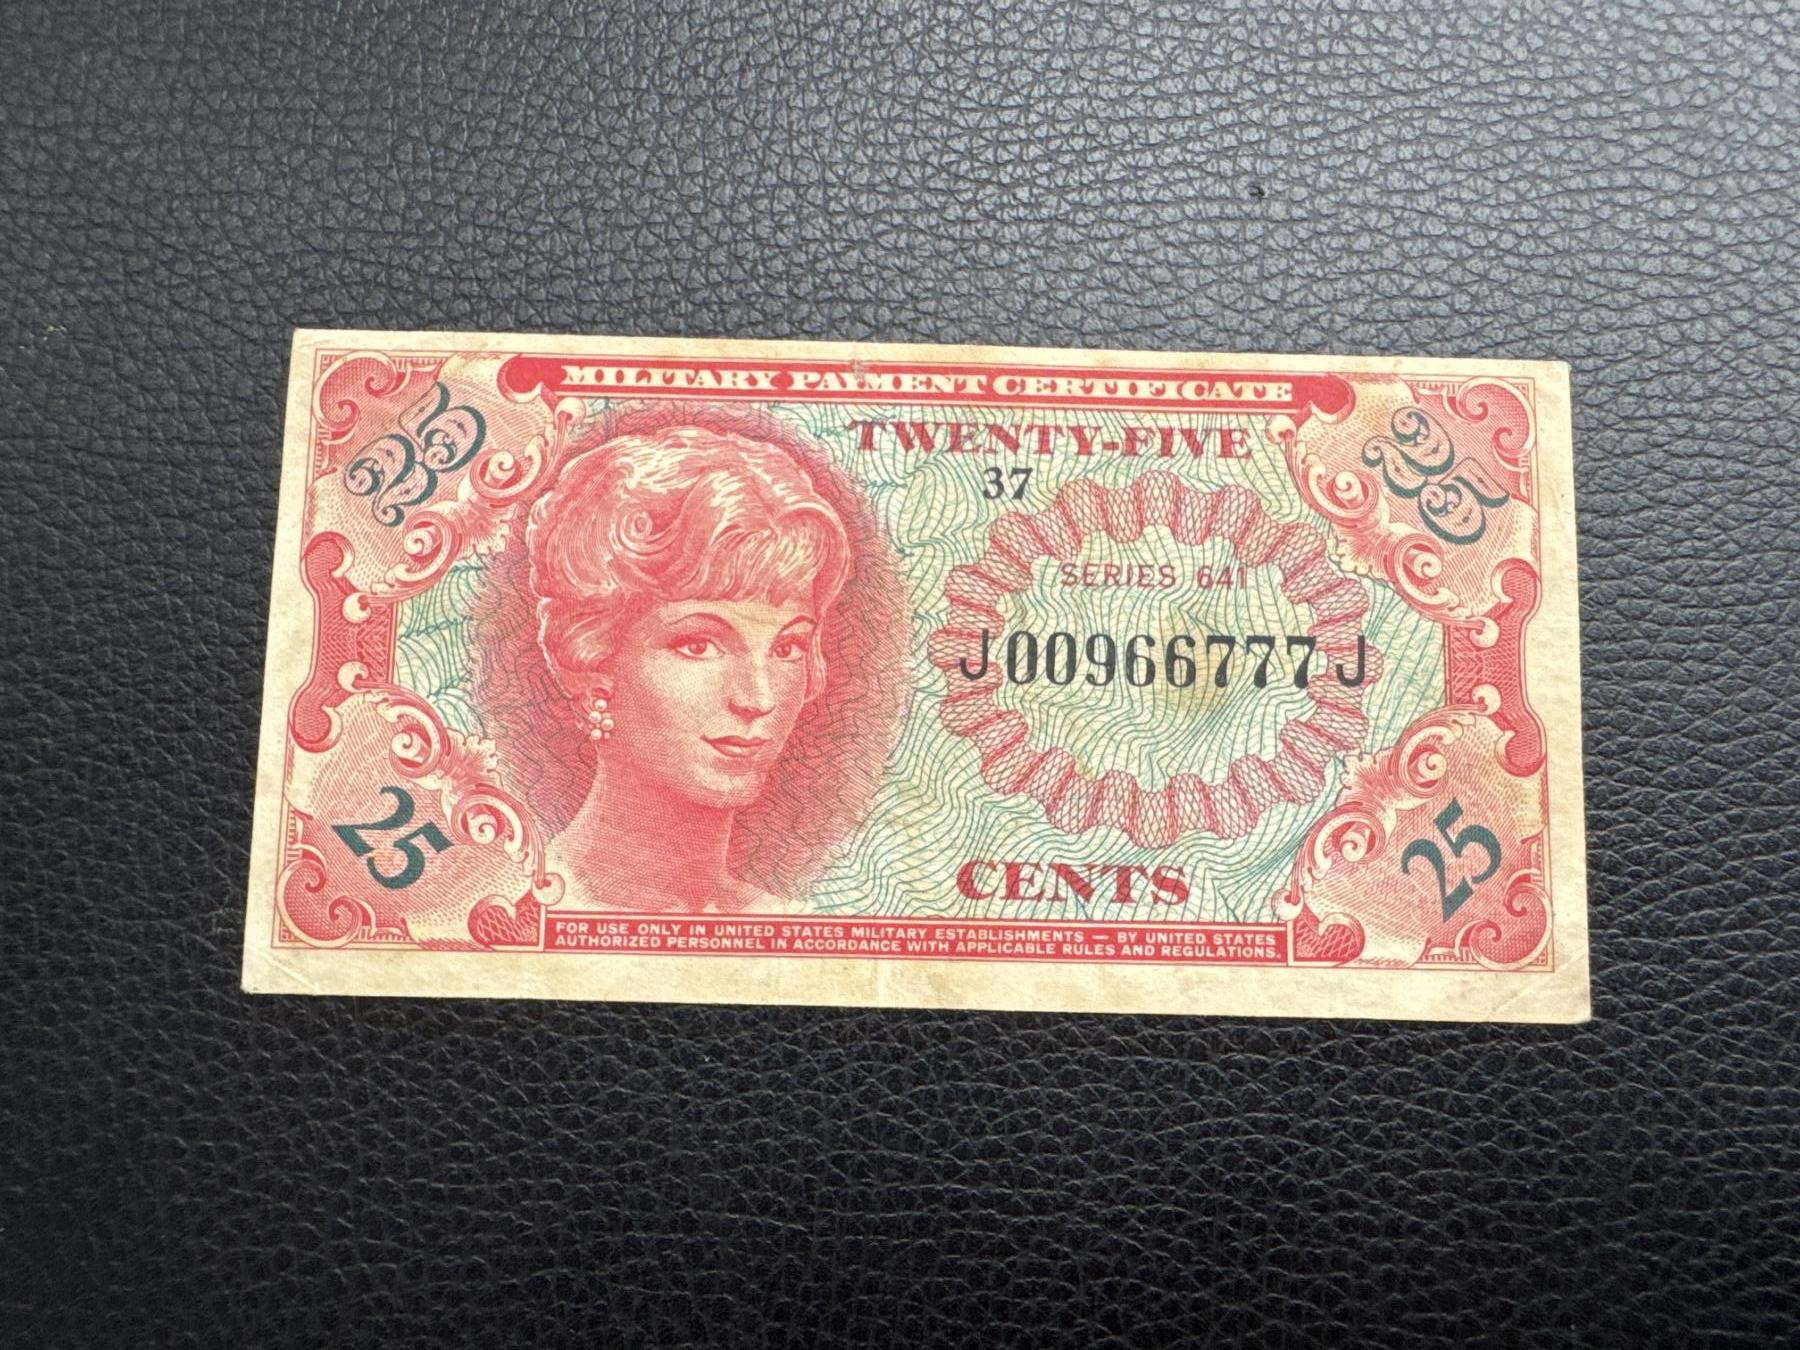 MILITARY PAYMENT CERTIFICATE
25
TWENTY-FIVE
25
37
SERIES 641
J00966777J
25
CENTS
25
FOR USE ONLY IN UNITED STATES MILITARY ESTABLISHMENTS — BY UNITED STATES
AUTHORIZED PERSONNEL IN ACCORDANCE WITH APPLICABLE RULES AND REGULATIONS.